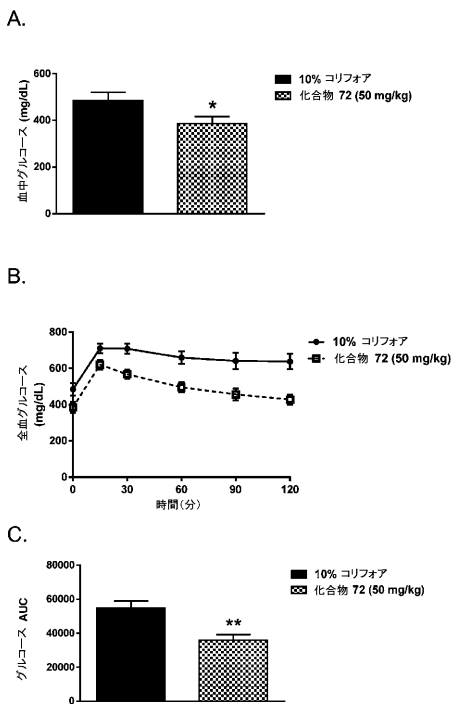 A.
血中グルコース (mg/dL)
600
400
200
0
*
10% コリフォア
化合物 72 (50 mg/kg)
B.
全血グルコース
(mg/dL)
800
600
400
200
0
0 30 60 90 120
時間(分)
10% コリフォア
化合物 72 (50 mg/kg)
C.
グルコース AUC
80000
60000
40000
20000
0
**
10% コリフォア
化合物 72 (50 mg/kg)